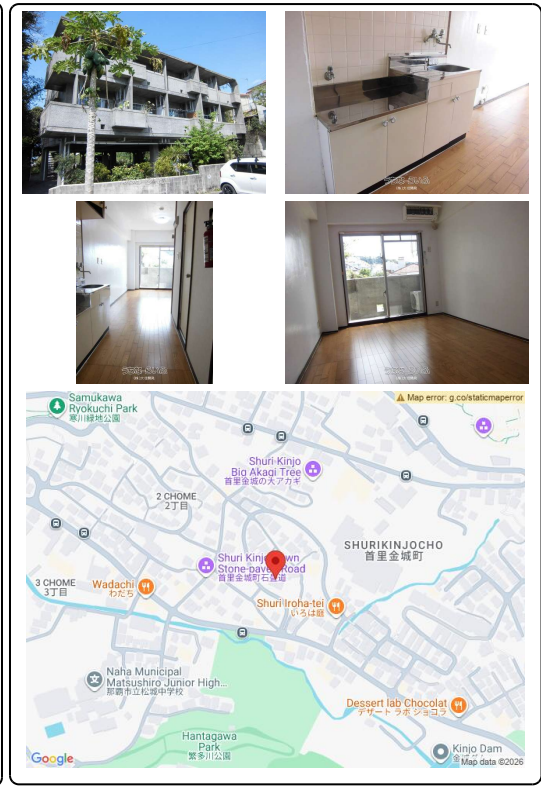 Map error: g.co/staticmaperror
Samukawa
Ryokuchi Park
寒川緑地公園
Shuri Kinjo
Big Akagi Tree
首里金城の大アカギ
2 CHOME
2丁目
SHURIKINJOCHO
首里金城町
Shuri Kinj
wn
Stone-pav
Road
首里金城町石畳道
3 CHOME
3丁目
Wadachi
わだち
Shuri Iroha-tei
いろは庭
Naha Municipal
Matsushiro Junior High...
那覇市立松城中学校
Dessert lab Chocolat
デザート ラボ ショコラ
Hantagawa
Park
繁多川公園
Kinjo Dam
Google
Map data ©2026